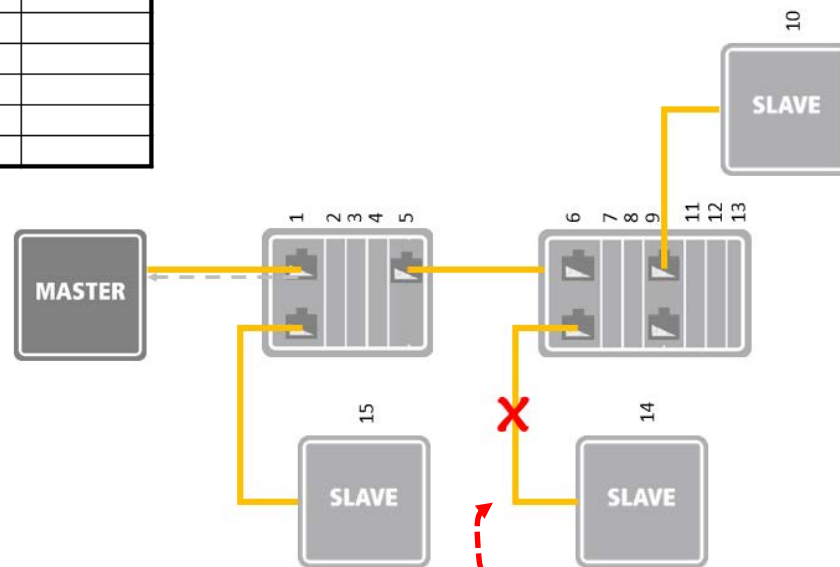 10
SLAVE
1 2 3 4 5
6 7 8 9 11 12 13
MASTER
15
14
X
SLAVE
SLAVE